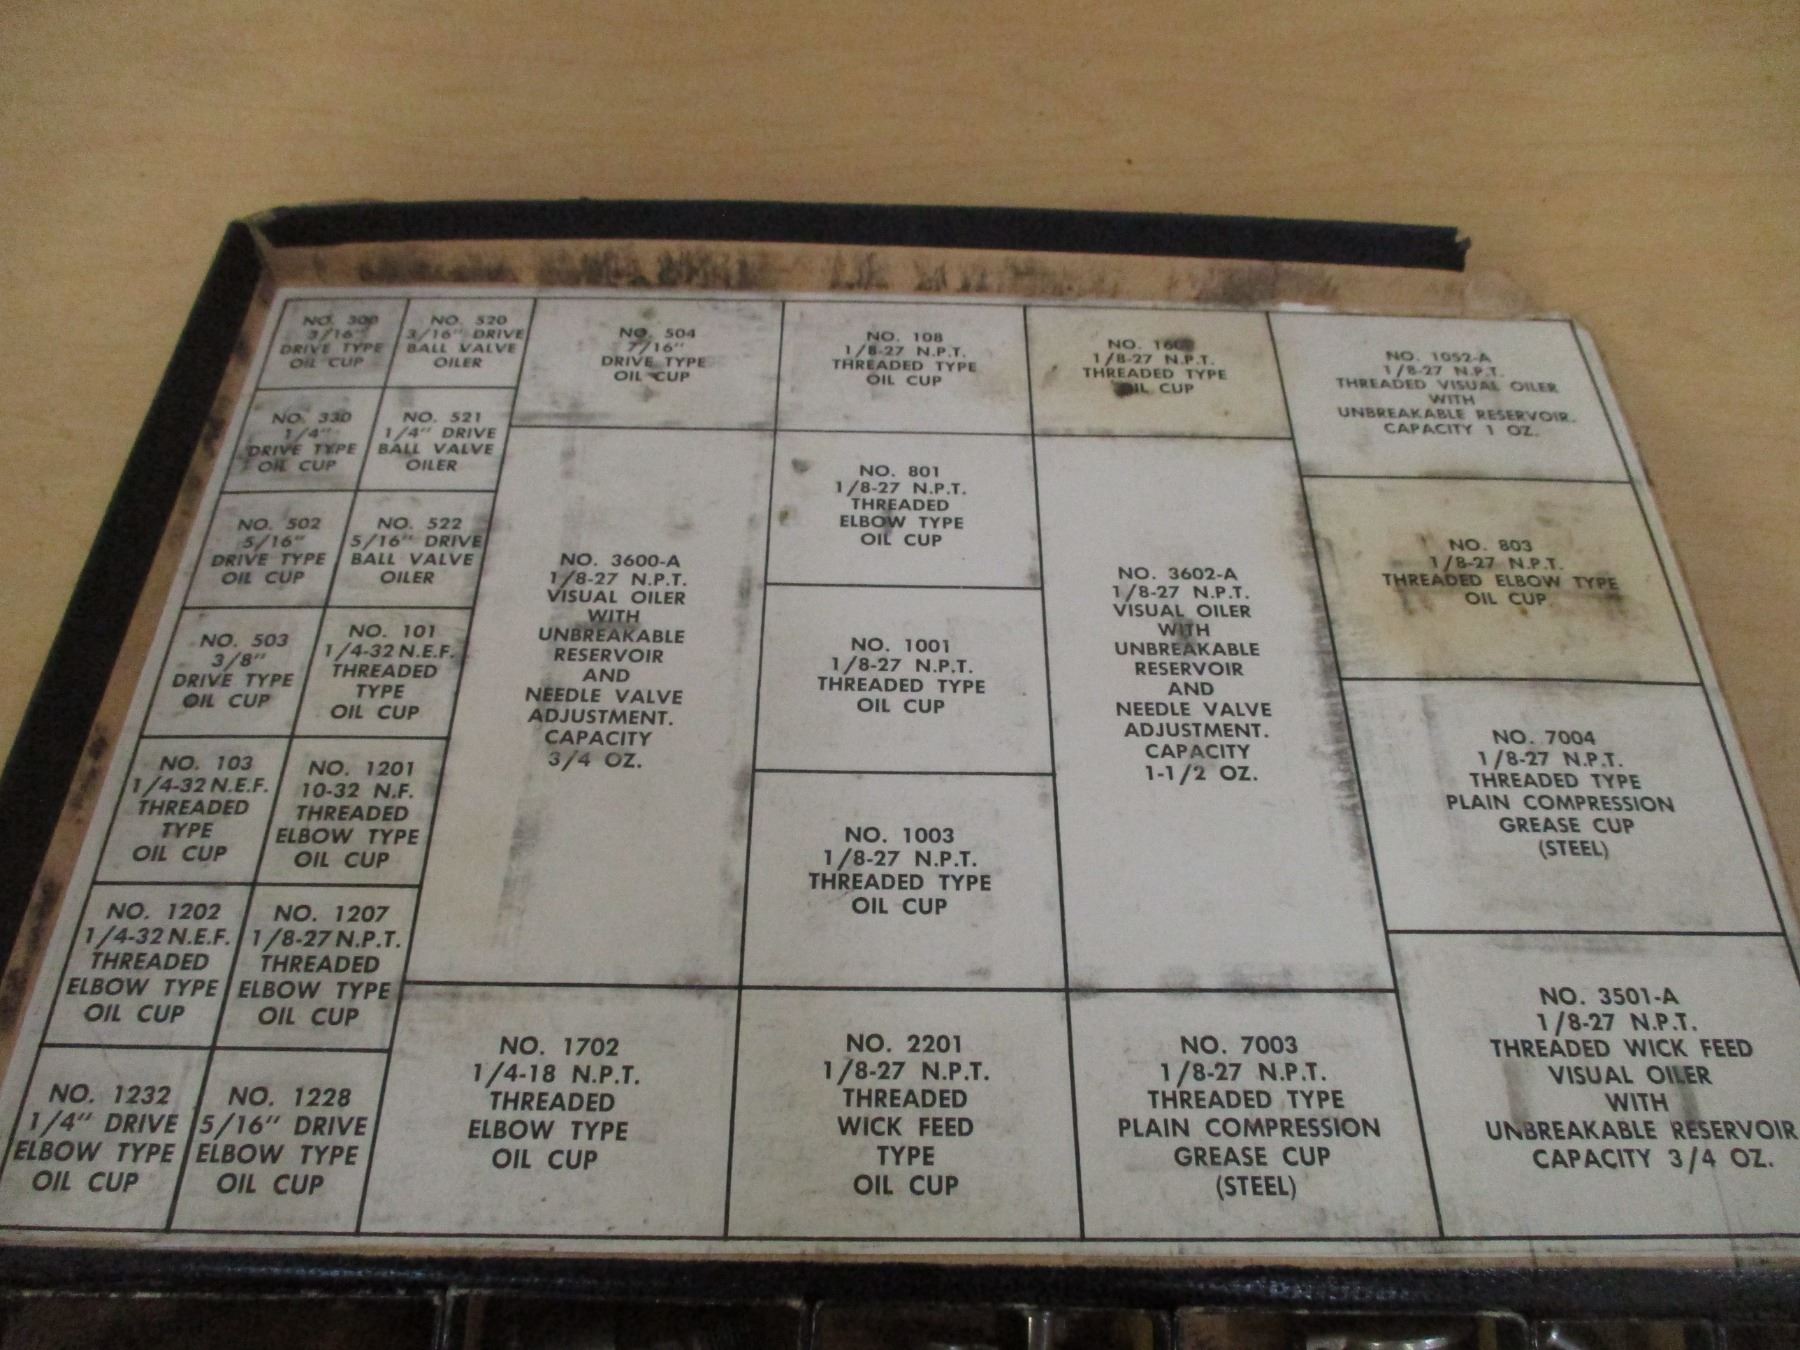 NO. 300
3/16"
DRIVE TYPE
OIL CUP
NO. 520
3/16" DRIVE
BALL VALVE
OILER
NO. 504
7/16"
DRIVE TYPE
OIL CUP
NO. 108
1/8-27 N.P.T.
THREADED TYPE
OIL CUP
NO.
1/8-27 N.P.T.
THREADED TYPE
OIL CUP
NO. 1052-A
1/8-27 N.P.T.
THREADED VISUAL OILER
WITH
UNBREAKABLE RESERVOIR.
CAPACITY 1 OZ.
NO. 330
1/4"
DRIVE TYPE
OIL CUP
NO. 521
1/4" DRIVE
BALL VALVE
OILER
NO. 502
5/16"
DRIVE TYPE
OIL CUP
NO. 522
5/16" DRIVE
BALL VALVE
OILER
NO. 503
3/8"
DRIVE TYPE
OIL CUP
NO. 101
1/4-32 N.E.F.
THREADED
TYPE
OIL CUP
NO. 103
1/4-32 N.E.F.
THREADED
TYPE
OIL CUP
NO. 1201
10-32 N.F.
THREADED
ELBOW TYPE
OIL CUP
NO. 1202
1/4-32 N.E.F.
THREADED
ELBOW TYPE
OIL CUP
NO. 1207
1/8-27 N.P.T.
THREADED
ELBOW TYPE
OIL CUP
NO. 1232
1/4" DRIVE
ELBOW TYPE
OIL CUP
NO. 1228
5/16" DRIVE
ELBOW TYPE
OIL CUP
NO. 3600-A
1/8-27 N.P.T.
VISUAL OILER
WITH
UNBREAKABLE
RESERVOIR
AND
NEEDLE VALVE
ADJUSTMENT.
CAPACITY
3/4 OZ.
NO. 1702
1/4-18 N.P.T.
THREADED
ELBOW TYPE
OIL CUP
NO. 801
1/8-27 N.P.T.
THREADED
ELBOW TYPE
OIL CUP
NO. 1001
1/8-27 N.P.T.
THREADED TYPE
OIL CUP
NO. 1003
1/8-27 N.P.T.
THREADED TYPE
OIL CUP
NO. 2201
1/8-27 N.P.T.
THREADED
WICK FEED
TYPE
OIL CUP
NO. 3602-A
1/8-27 N.P.T.
VISUAL OILER
WITH
UNBREAKABLE
RESERVOIR
AND
NEEDLE VALVE
ADJUSTMENT.
CAPACITY
1-1/2 OZ.
NO. 7003
1/8-27 N.P.T.
THREADED TYPE
PLAIN COMPRESSION
GREASE CUP
(STEEL)
NO. 803
1/8-27 N.P.T.
THREADED ELBOW TYPE
OIL CUP
NO. 7004
1/8-27 N.P.T.
THREADED TYPE
PLAIN COMPRESSION
GREASE CUP
(STEEL)
NO. 3501-A
1/8-27 N.P.T.
THREADED WICK FEED
VISUAL OILER
WITH
UNBREAKABLE RESERVOIR
CAPACITY 3/4 OZ.